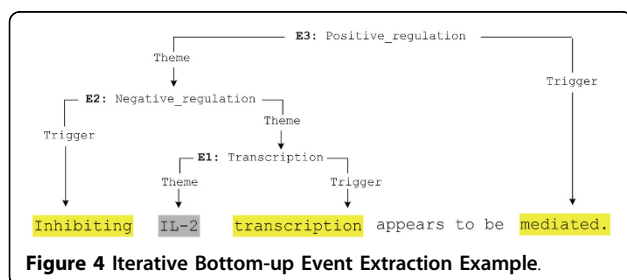 E3: Positive_regulation
Theme
Trigger
E2: Negative_regulation
Trigger
Theme
E1: Transcription
Theme
Trigger
Inhibiting IL-2 transcription appears to be mediated.
Figure 4 Iterative Bottom-up Event Extraction Example.